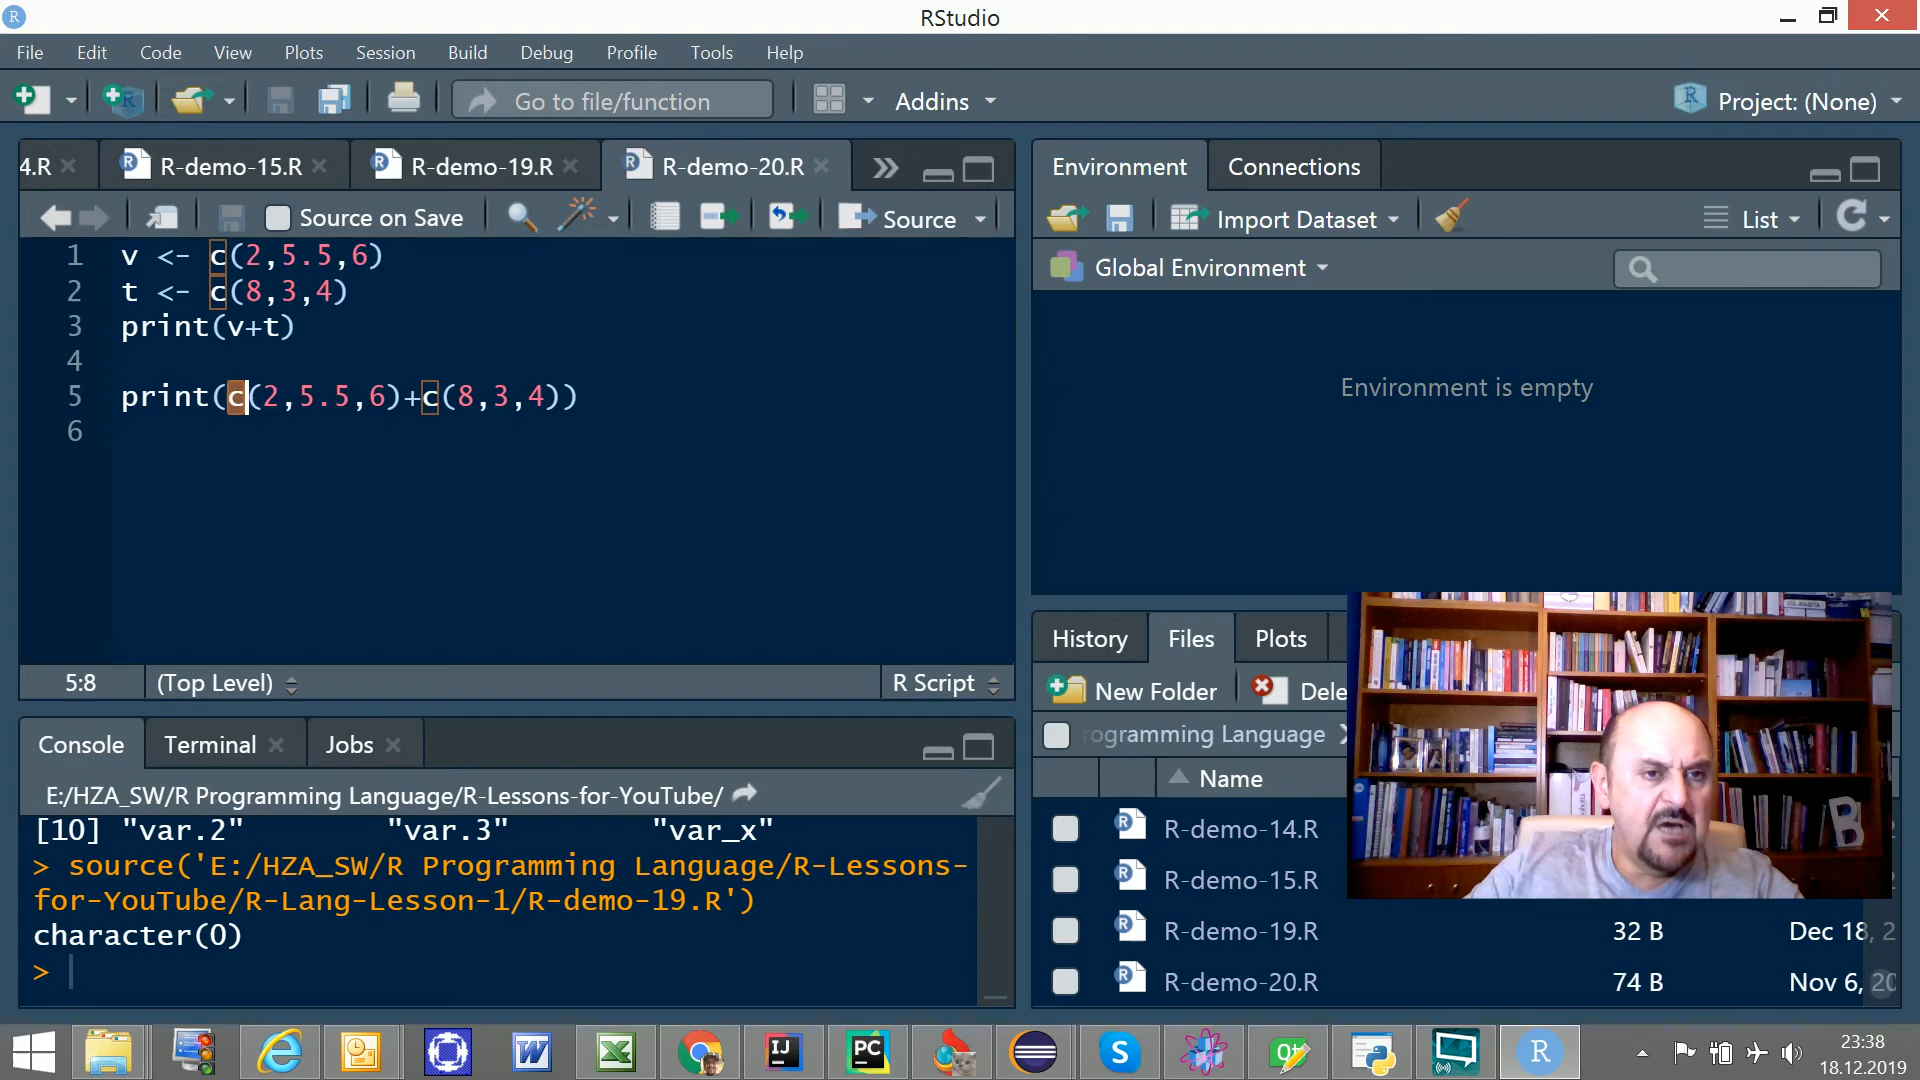 RStudio
File Edit Code View Plots Session Build Debug Profile Tools Help
Go to file/function Addins Project: (None)
4.R R-demo-15.R R-demo-19.R R-demo-20.R
Source on Save Source
1 v <- c(2,5.5,6)
2 t <- c(8,3,4)
3 print(v+t)
4
5 print(c(2,5.5,6)+c(8,3,4))
6
5:8 (Top Level) R Script
Console Terminal Jobs
E:/HZA_SW/R Programming Language/R-Lessons-for-YouTube/
[10] "var.2" "var.3" "var_x"
> source('E:/HZA_SW/R Programming Language/R-Lessons-
for-YouTube/R-Lang-Lesson-1/R-demo-19.R')
character(0)
>
Environment Connections
Import Dataset List
Global Environment
Environment is empty
History Files Plots
New Folder Dele
rogramming Language
Name
R-demo-14.R
R-demo-15.R
R-demo-19.R 32 B Dec 18, 2
R-demo-20.R 74 B Nov 6, 20
B
23:38
18.12.2019